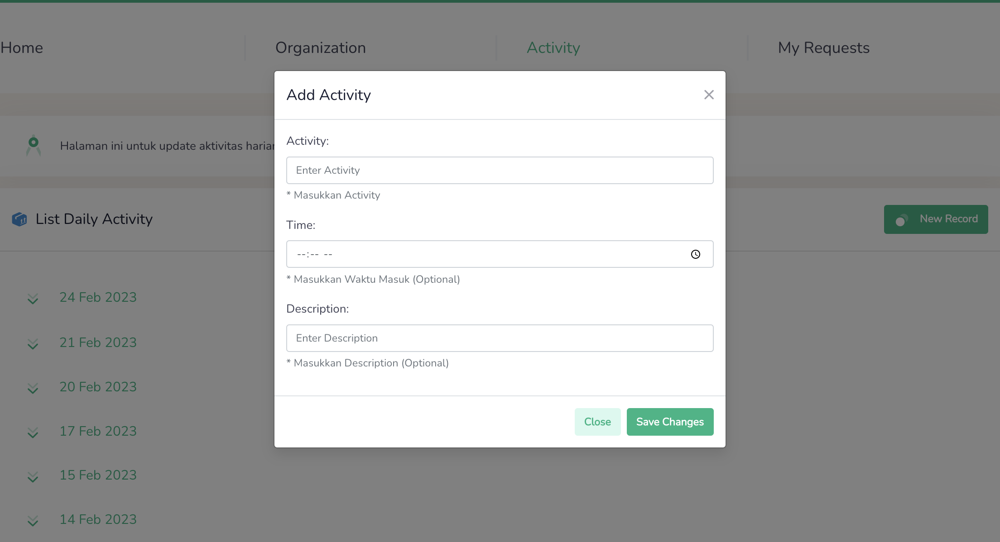 Home
Organization
Activity
My Requests
Add Activity
Halaman ini untuk update aktivitas harian
Activity:
Enter Activity
* Masukkan Activity
List Daily Activity
New Record
Time:
--:-- --
* Masukkan Waktu Masuk (Optional)
Description:
Enter Description
* Masukkan Description (Optional)
Close
Save Changes
24 Feb 2023
21 Feb 2023
20 Feb 2023
17 Feb 2023
15 Feb 2023
14 Feb 2023